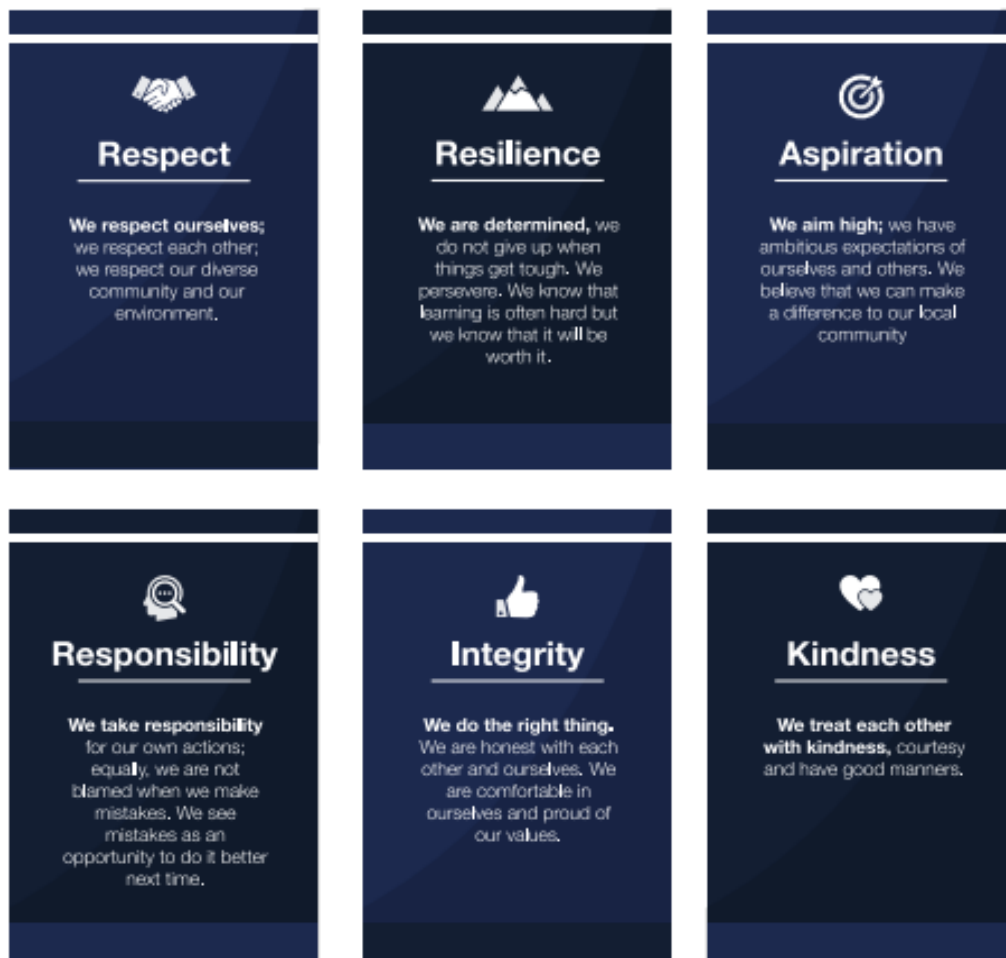 Respect
We respect ourselves;
we respect each other;
we respect our diverse
community and our
environment.
Resilience
We are determined, we
do not give up when
things get tough. We
persevere. We know that
learning is often hard but
we know that it will be
worth it.
Aspiration
We aim high; we have
ambitious expectations of
ourselves and others. We
believe that we can make
a difference to our local
community
Responsibility
We take responsibility
for our own actions;
equally, we are not
blamed when we make
mistakes. We see
mistakes as an
opportunity to do it better
next time.
Integrity
We do the right thing.
We are honest with each
other and ourselves. We
are comfortable in
ourselves and proud of
our values.
Kindness
We treat each other
with kindness, courtesy
and have good manners.